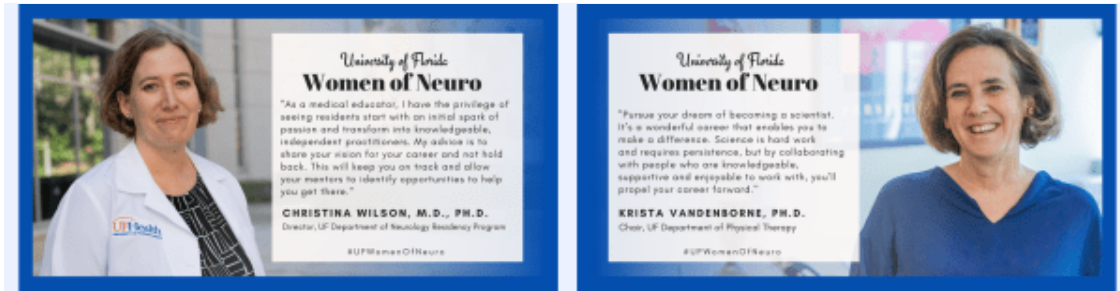 University of Florida
Women of Neuro
"As a medical educator, I have the privilege of
seeing residents start with an initial spark of
passion and transform into knowledgeable,
independent practitioners. My advice is to
share your vision for your career and not hold
back. This will keep you on track and allow
your mentors to identify opportunities to help
you get there."
CHRISTINA WILSON, M.D., PH.D.
Director, UF Department of Neurology Residency Program
#UFWomenOfNeuro
UFHealth
University of Florida
Women of Neuro
"Pursue your dream of becoming a scientist.
It's a wonderful career that enables you to
make a difference. Science is hard work
and requires persistence, but by collaborating
with people who are knowledgeable,
supportive and enjoyable to work with, you'll
propel your career forward."
KRISTA VANDENBORNE, PH.D.
Chair, UF Department of Physical Therapy
#UFWomenOfNeuro